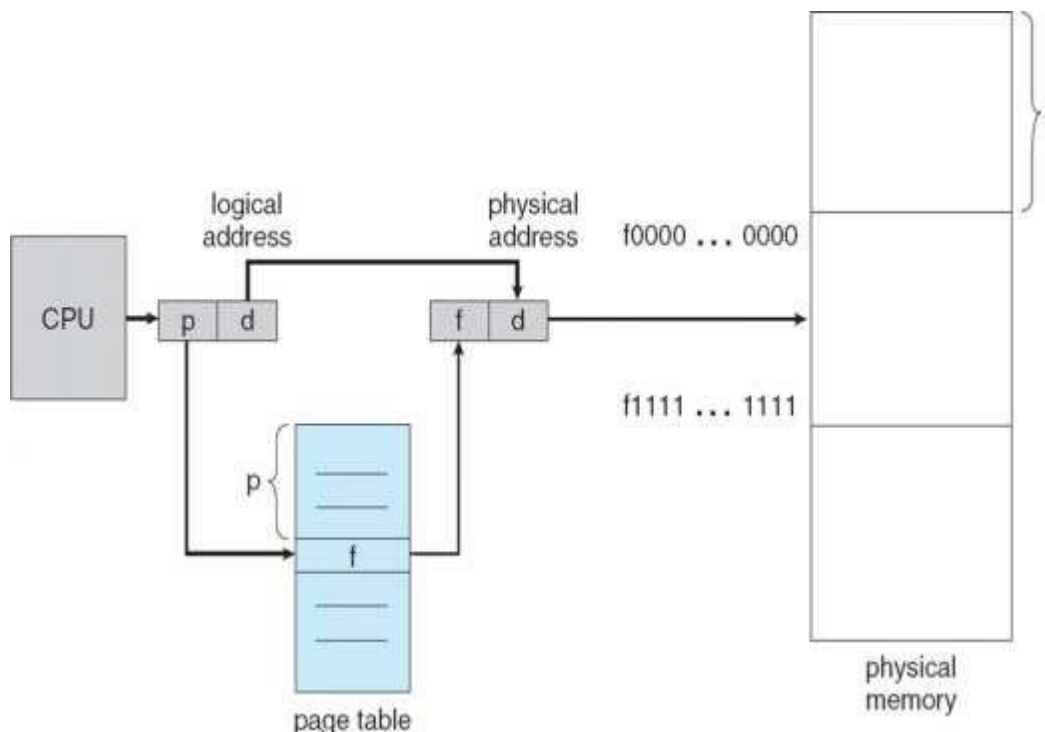 logical
address
physical
address
f0000 ... 0000
CPU
p
d
f
d
f1111 ... 1111
p
f
physical
memory
page table